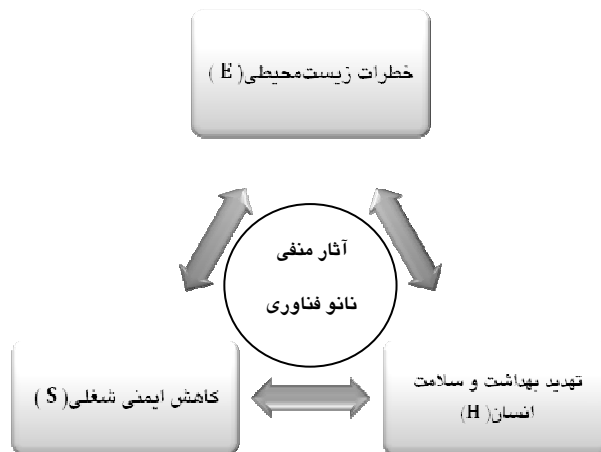 خطرات زیست‌محیطی( E )
آثار منفی
نانو فناوری
تهدید بهداشت و سلامت
انسان( H)
کاهش ایمنی شغلی( S )